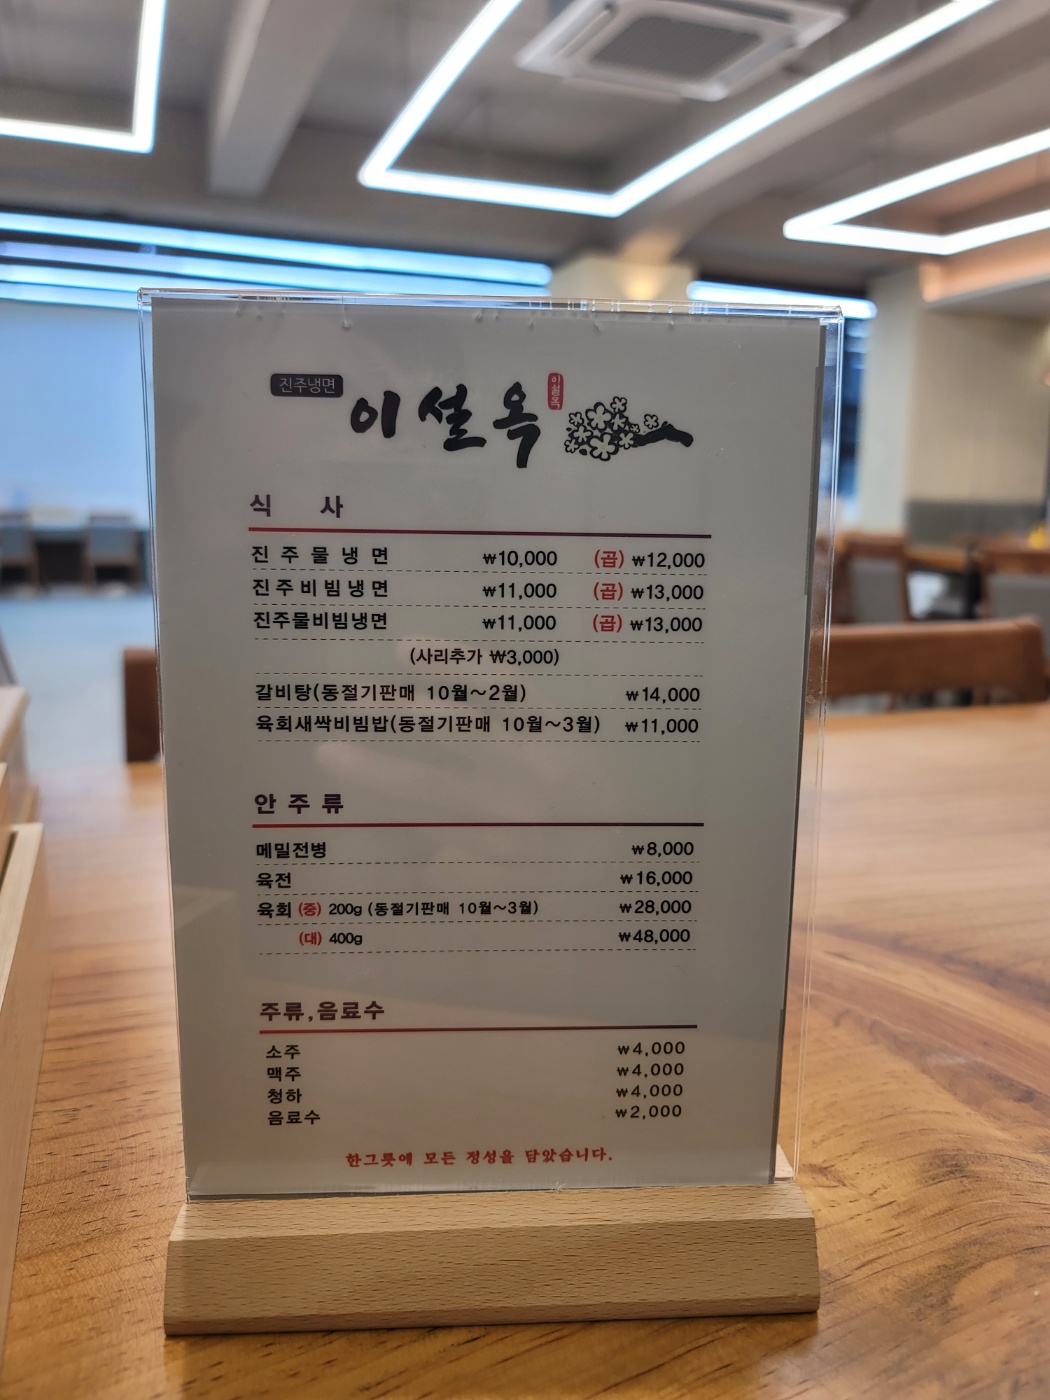 진주냉면 이설옥 이설옥
식 사
진주물냉면 ₩10,000 (곱) ₩12,000
진주비빔냉면 ₩11,000 (곱) ₩13,000
진주물비빔냉면 ₩11,000 (곱) ₩13,000
(사리추가 ₩3,000)
갈비탕(동절기판매 10월~2월) ₩14,000
육회새싹비빔밥(동절기판매 10월~3월) ₩11,000
안주류
메밀전병 ₩8,000
육전 ₩16,000
육회 (중) 200g (동절기판매 10월~3월) ₩28,000
(대) 400g ₩48,000
주류,음료수
소주 ₩4,000
맥주 ₩4,000
청하 ₩4,000
음료수 ₩2,000
한그릇에 모든 정성을 담았습니다.